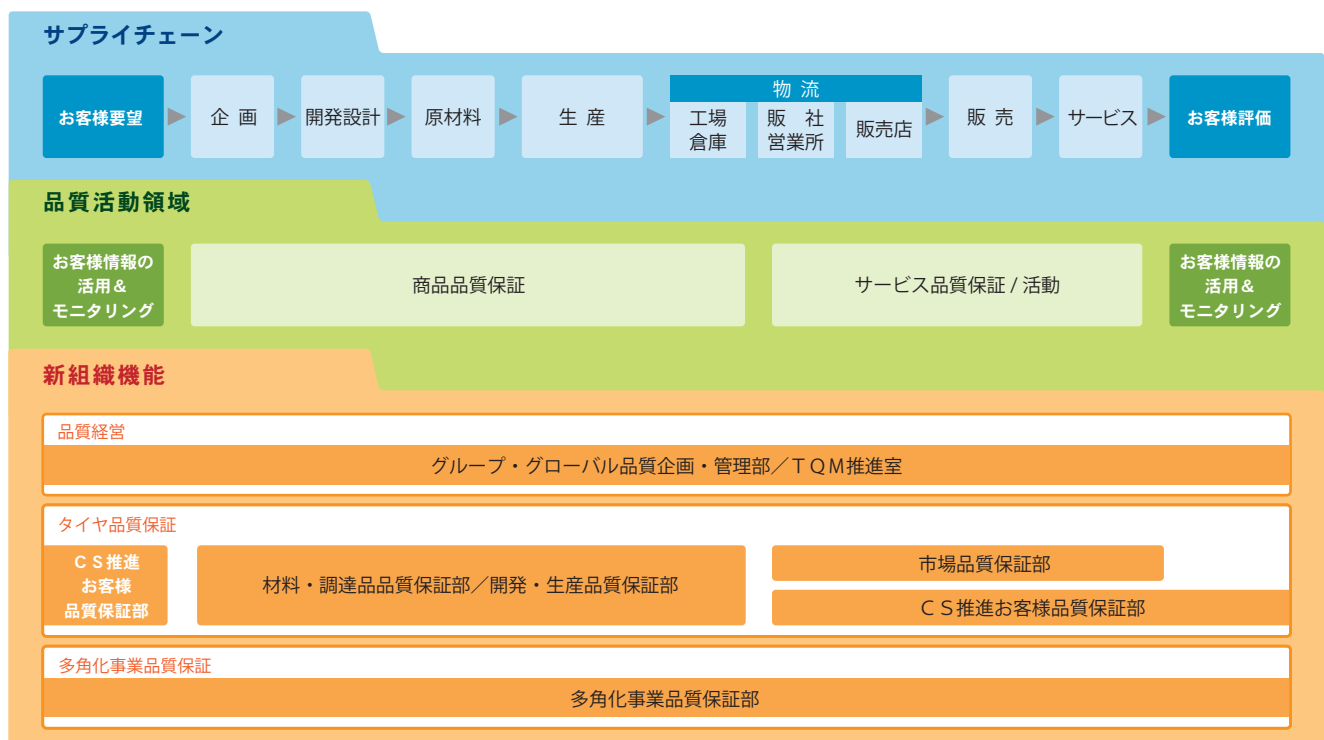 サプライチェーン
お客様要望
企 画
開発設計
原材料
生 産
物 流
工場
倉庫
販 社
営業所
販売店
販 売
サービス
お客様評価
品質活動領域
お客様情報の
活用＆
モニタリング
商品品質保証
サービス品質保証 / 活動
お客様情報の
活用＆
モニタリング
新組織機能
品質経営
グループ・グローバル品質企画・管理部／ＴＱＭ推進室
タイヤ品質保証
ＣＳ推進
お客様
品質保証部
材料・調達品品質保証部／開発・生産品質保証部
市場品質保証部
ＣＳ推進お客様品質保証部
多角化事業品質保証
多角化事業品質保証部